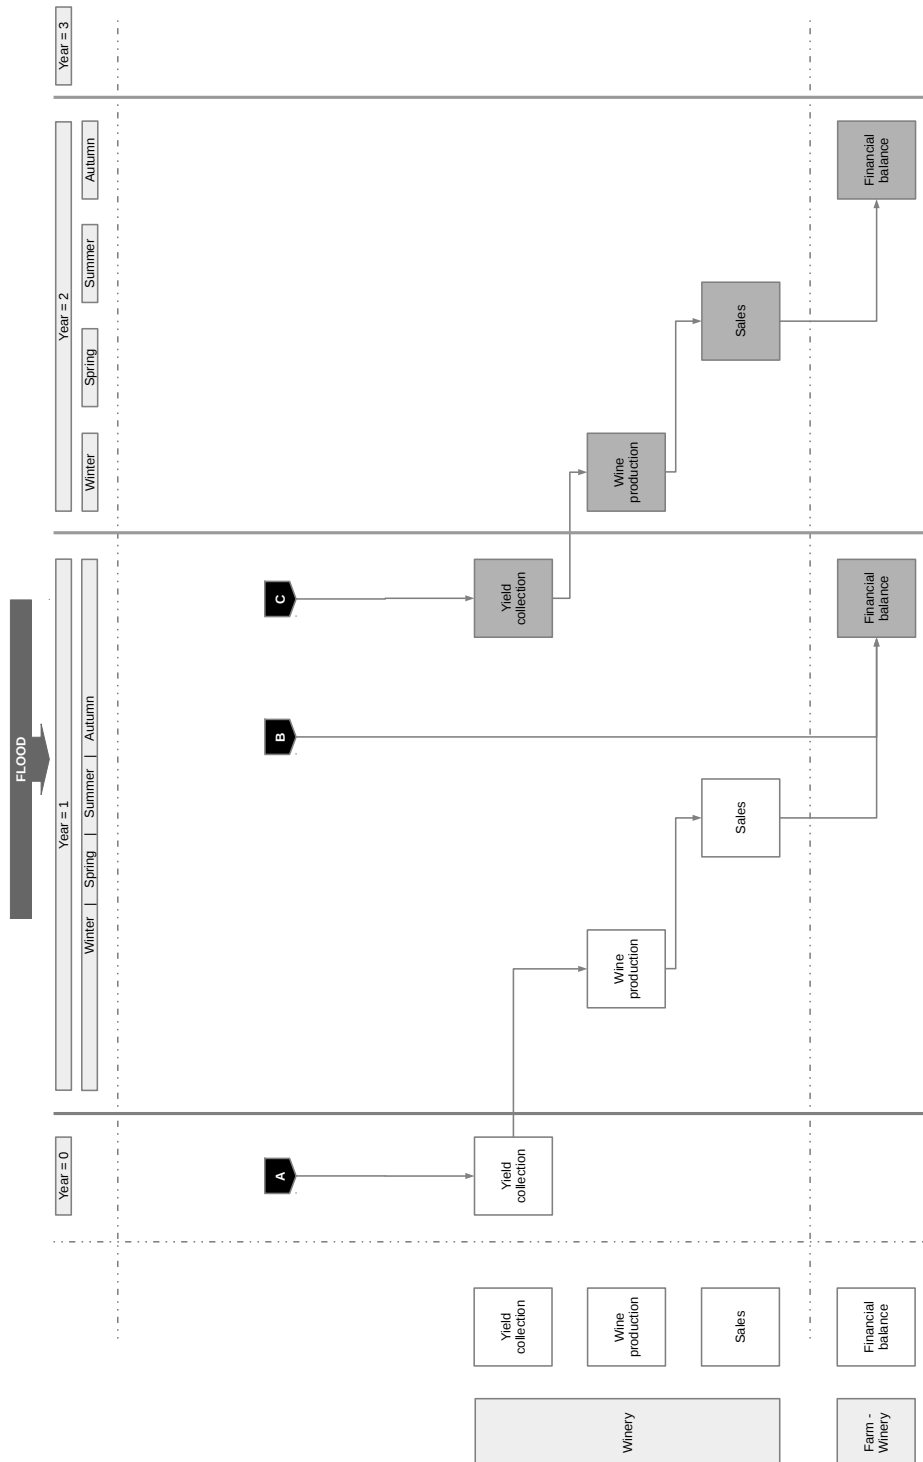 FLOOD
Year = 0
Year = 1
Year = 2
Year = 3
Winter | Spring | Summer | Autumn
Winter
Spring
Summer
Autumn
A
B
C
Winery
Yield
collection
Yield
collection
Yield
collection
Wine
production
Wine
production
Wine
production
Sales
Sales
Sales
Farm -
Winery
Financial
balance
Financial
balance
Financial
balance